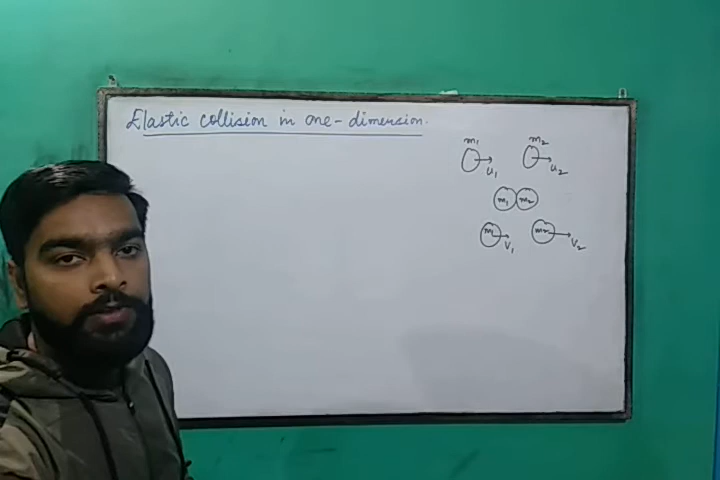 Elastic collision in one-dimension.
m₁ m₂
u₁ u₂
m₁ m₂
m₁ m₂
v₁ v₂